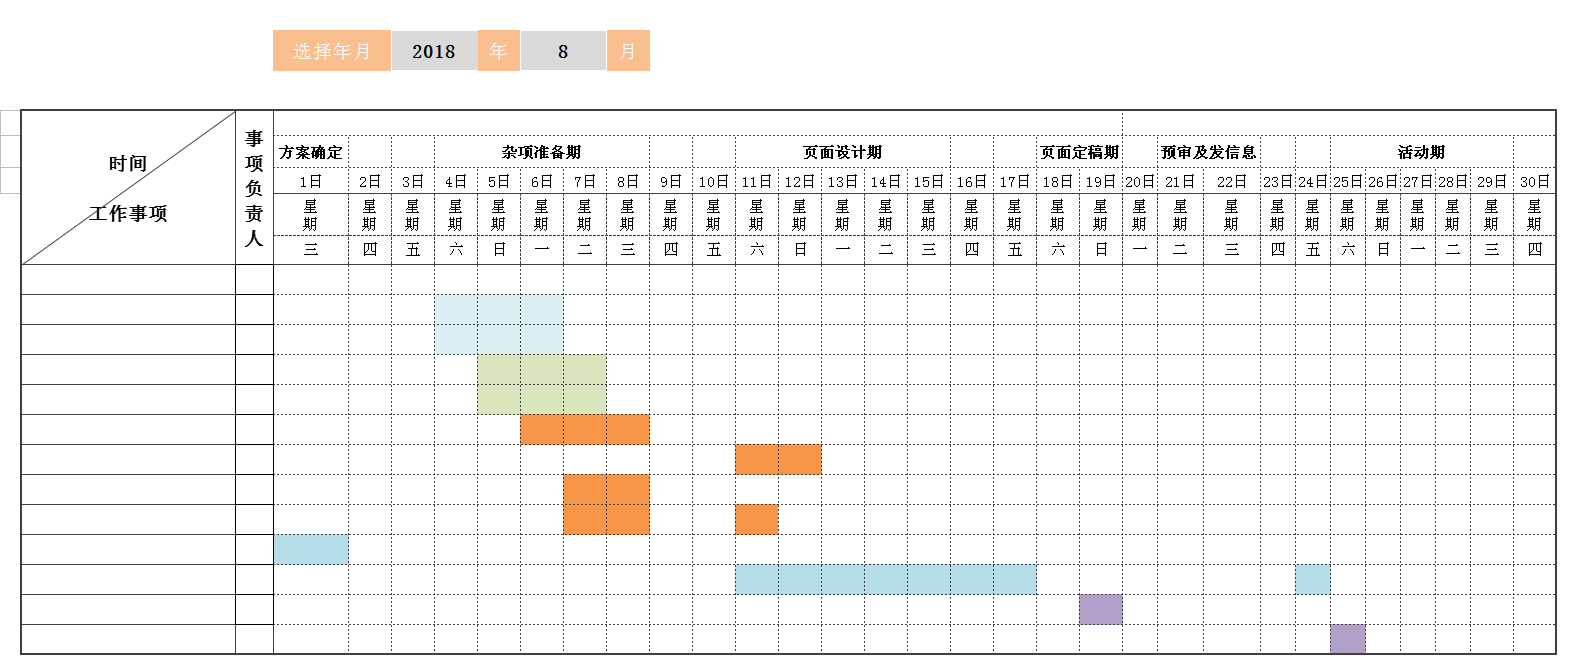 选择年月 2018 年 8 月
时间
工作事项
事项负责人
方案确定 杂项准备期 页面设计期 页面定稿期 预审及发信息 活动期
1日 2日 3日 4日 5日 6日 7日 8日 9日 10日 11日 12日 13日 14日 15日 16日 17日 18日 19日 20日 21日 22日 23日 24日 25日 26日 27日 28日 29日 30日
星期三 星期四 星期五 星期六 星期日 星期一 星期二 星期三 星期四 星期五 星期六 星期日 星期一 星期二 星期三 星期四 星期五 星期六 星期日 星期一 星期二 星期三 星期四 星期五 星期六 星期日 星期一 星期二 星期三 星期四